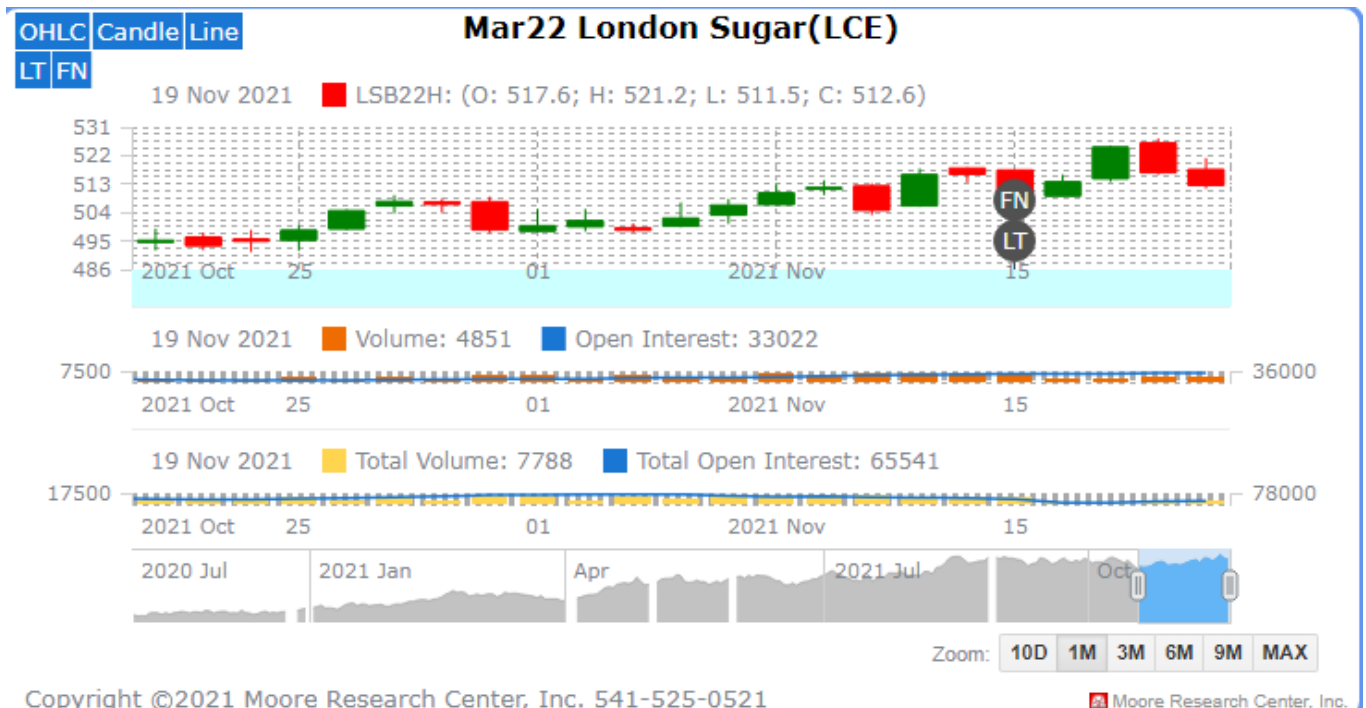 OHLC Candle Line
Mar22 London Sugar(LCE)
LT FN
19 Nov 2021 LSB22H: (O: 517.6; H: 521.2; L: 511.5; C: 512.6)
531
522
513
504
495
486
FN
LT
2021 Oct 25 01 2021 Nov 15
19 Nov 2021 Volume: 4851 Open Interest: 33022
7500 36000
2021 Oct 25 01 2021 Nov 15
19 Nov 2021 Total Volume: 7788 Total Open Interest: 65541
17500 78000
2021 Oct 25 01 2021 Nov 15
2020 Jul 2021 Jan Apr 2021 Jul Oct
Zoom: 10D 1M 3M 6M 9M MAX
Copyright ©2021 Moore Research Center, Inc. 541-525-0521 Moore Research Center, Inc.